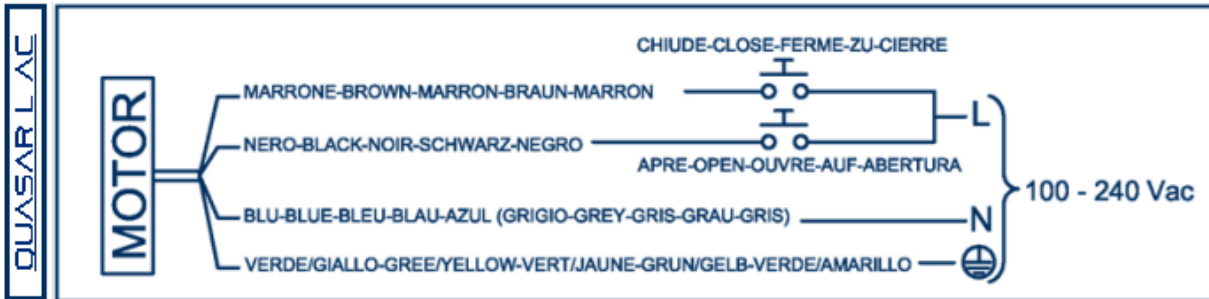 QUASAR L AC
MOTOR
CHIUDE-CLOSE-FERME-ZU-CIERRE
MARRONE-BROWN-MARRON-BRAUN-MARRON
L
NERO-BLACK-NOIR-SCHWARZ-NEGRO
APRE-OPEN-OUVRE-AUF-ABERTURA
100 - 240 Vac
BLU-BLUE-BLEU-BLAU-AZUL (GRIGIO-GREY-GRIS-GRAU-GRIS)
N
VERDE/GIALLO-GREE/YELLOW-VERT/JAUNE-GRUN/GELB-VERDE/AMARILLO